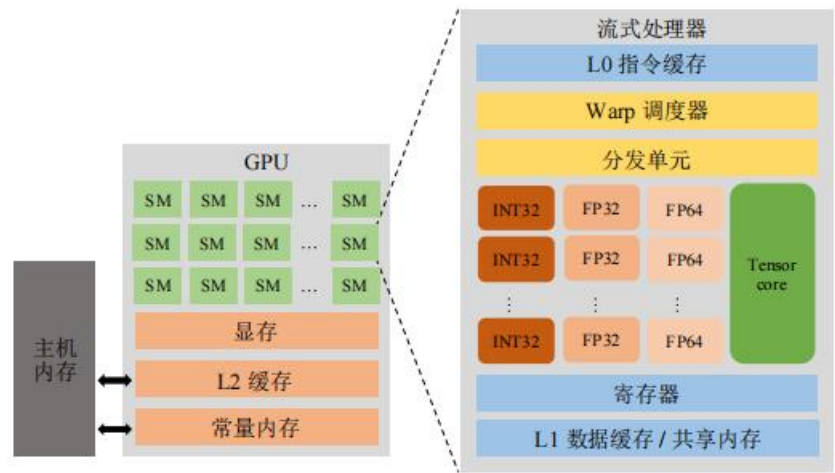 主机
内存
GPU
SM SM SM ... SM
SM SM SM ... SM
SM SM SM ... SM
显存
L2 缓存
常量内存
流式处理器
L0 指令缓存
Warp 调度器
分发单元
INT32 FP32 FP64
INT32 FP32 FP64
⋮ ⋮ ⋮
INT32 FP32 FP64
Tensor
core
寄存器
L1 数据缓存 / 共享内存